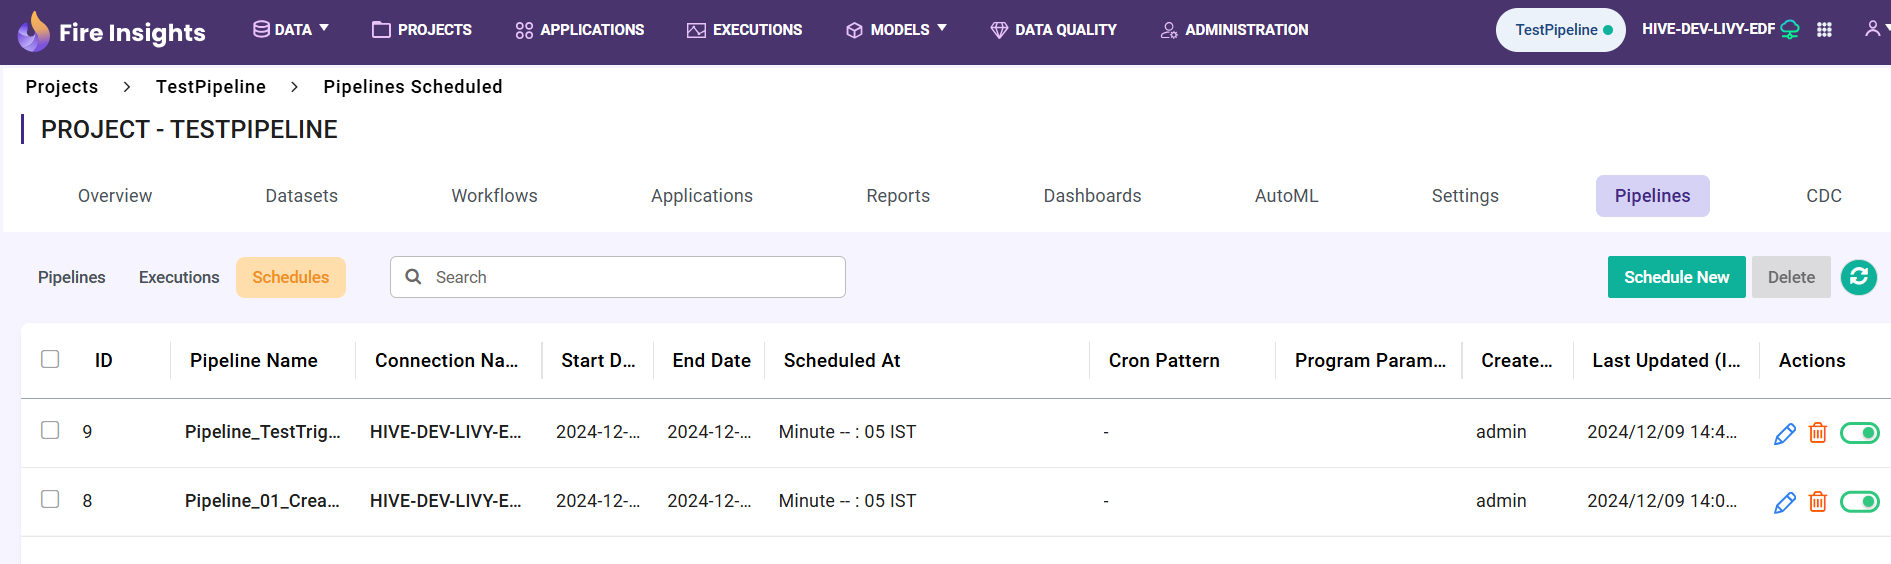 Fire Insights DATA PROJECTS APPLICATIONS EXECUTIONS MODELS DATA QUALITY ADMINISTRATION TestPipeline HIVE-DEV-LIVY-EDF
Projects > TestPipeline > Pipelines Scheduled
PROJECT - TESTPIPELINE
Overview Datasets Workflows Applications Reports Dashboards AutoML Settings Pipelines CDC
Pipelines Executions Schedules Search Schedule New Delete
ID Pipeline Name Connection Na... Start D... End Date Scheduled At Cron Pattern Program Param... Create... Last Updated (I... Actions
9 Pipeline_TestTrig... HIVE-DEV-LIVY-E... 2024-12-... 2024-12-... Minute -- : 05 IST - admin 2024/12/09 14:4...
8 Pipeline_01_Crea... HIVE-DEV-LIVY-E... 2024-12-... 2024-12-... Minute -- : 05 IST - admin 2024/12/09 14:0...